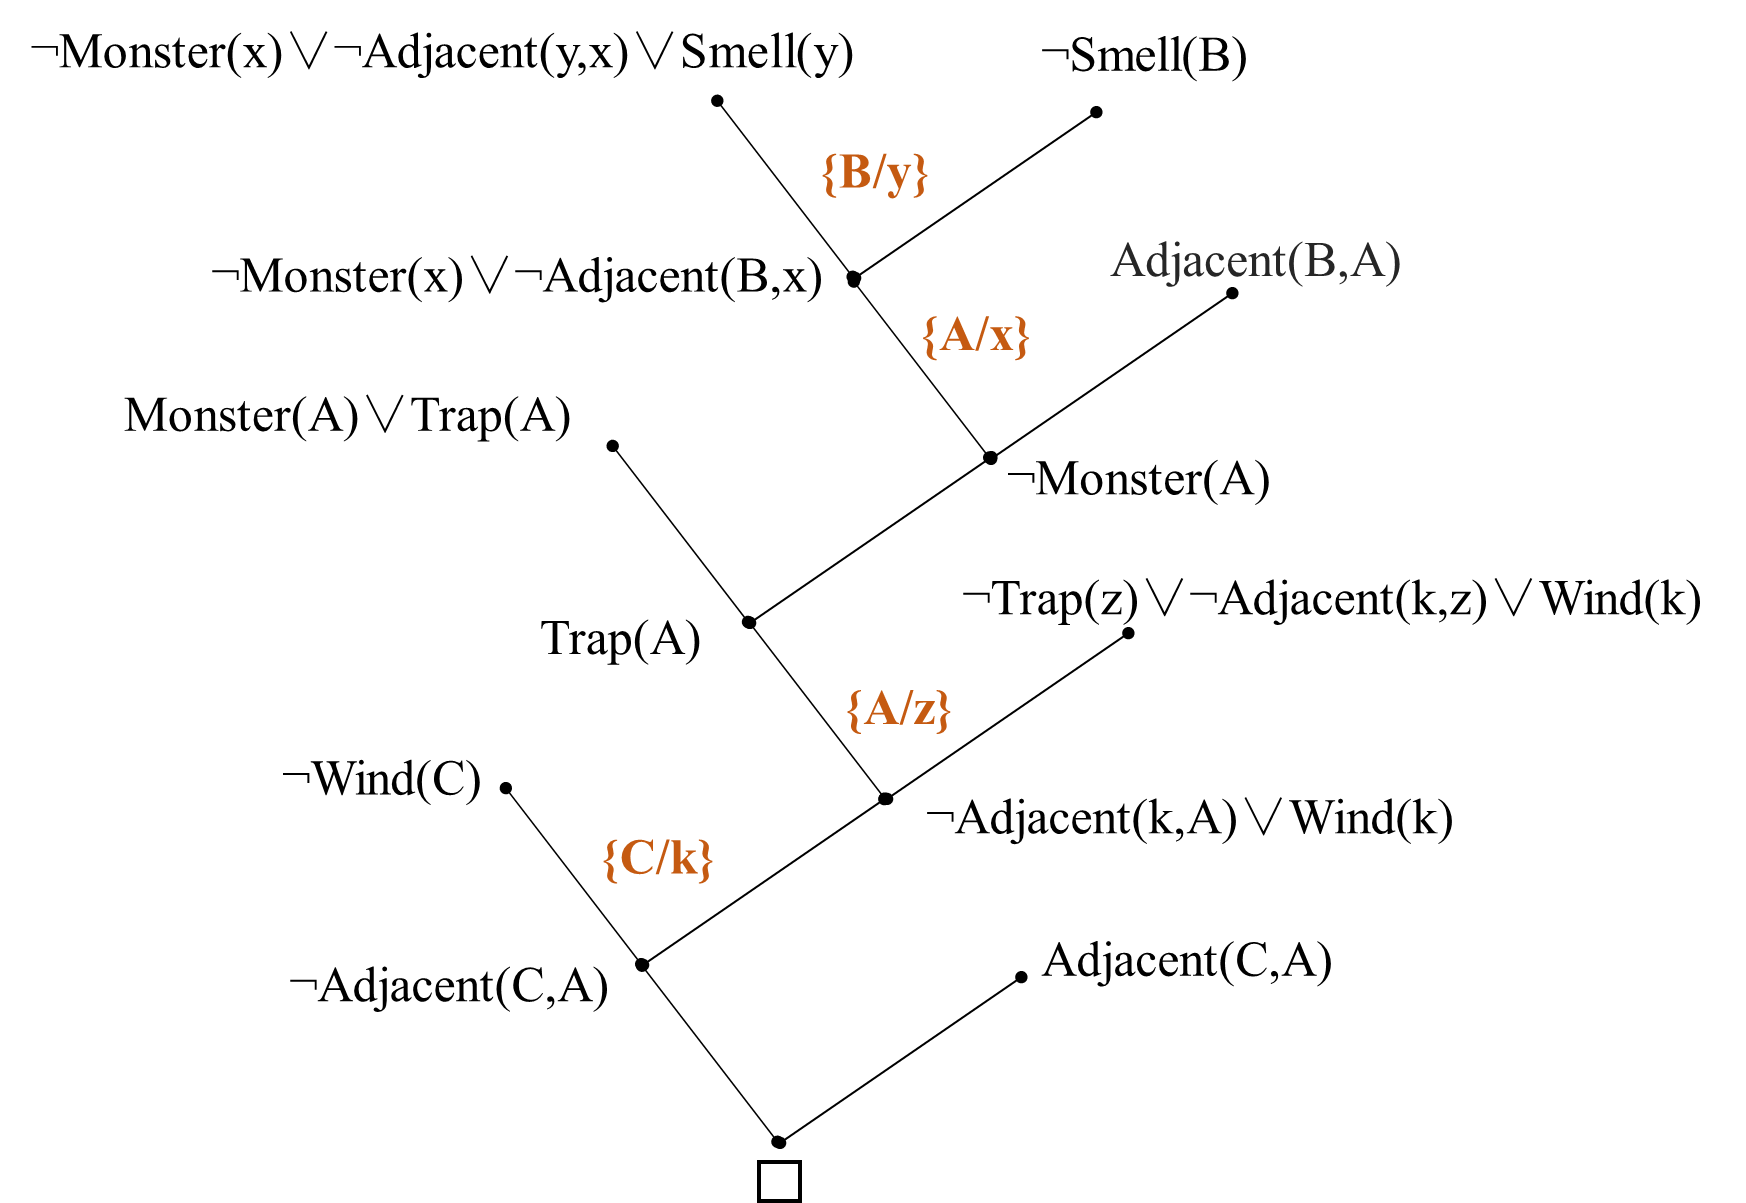 ¬Monster(x)∨¬Adjacent(y,x)∨Smell(y)
¬Smell(B)
{B/y}
¬Monster(x)∨¬Adjacent(B,x)
Adjacent(B,A)
{A/x}
Monster(A)∨Trap(A)
¬Monster(A)
¬Trap(z)∨¬Adjacent(k,z)∨Wind(k)
Trap(A)
{A/z}
¬Wind(C)
¬Adjacent(k,A)∨Wind(k)
{C/k}
¬Adjacent(C,A)
Adjacent(C,A)